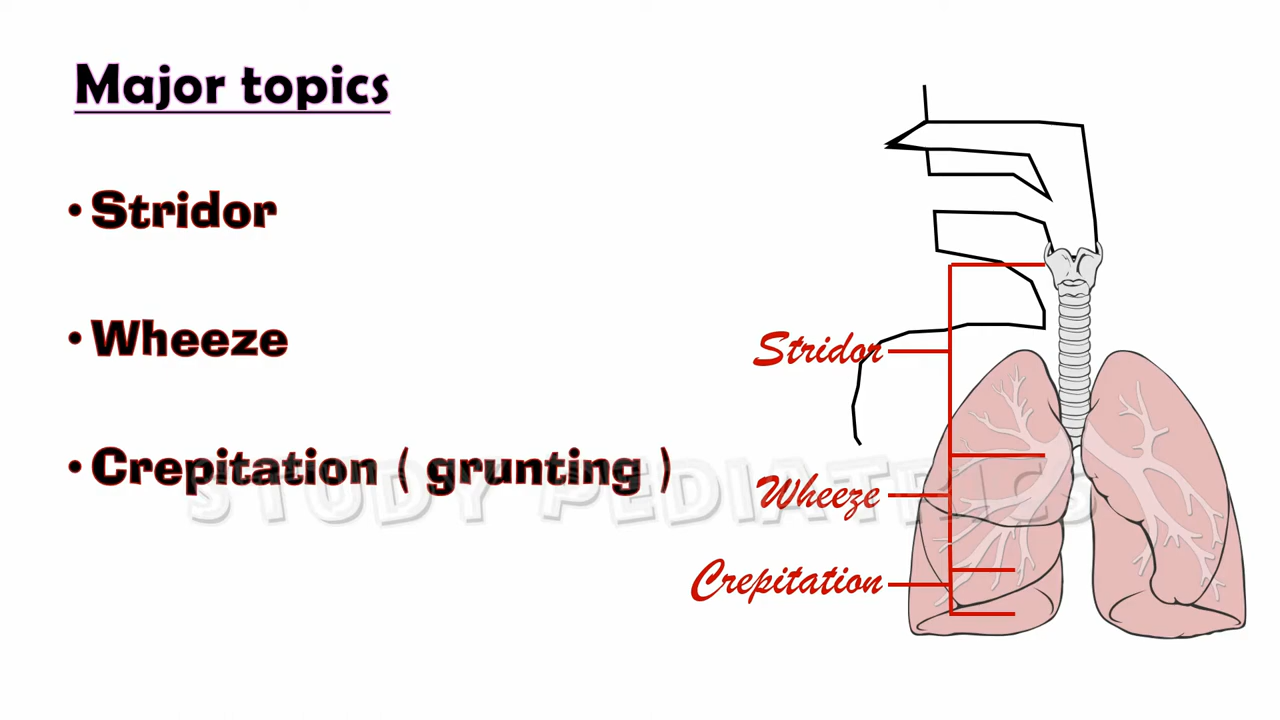 Major topics
• Stridor
• Wheeze
• Crepitation ( grunting )
STUDY PEDIATRICS
Stridor
Wheeze
Crepitation